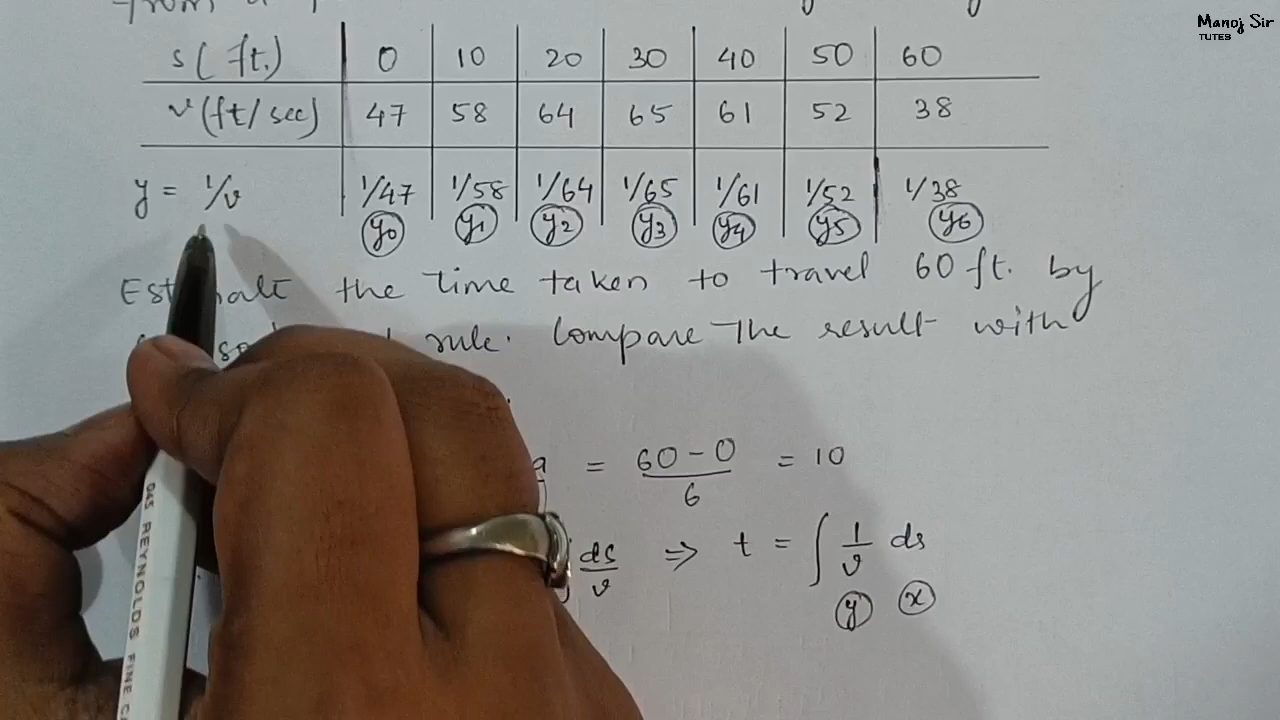 Manoj Sir
TUTES
from a
s( ft.) 0 10 20 30 40 50 60
v(ft/sec) 47 58 64 65 61 52 38
y = 1/v 1/47 1/58 1/64 1/65 1/61 1/52 1/38
y0 y1 y2 y3 y4 y5 y6
the time taken to travel 60 ft. by
rule. Compare The result with
= 60 - 0 / 6 = 10
ds/v ⇒ t = ∫ 1/v ds
y x
045 REYNOLDS FINE